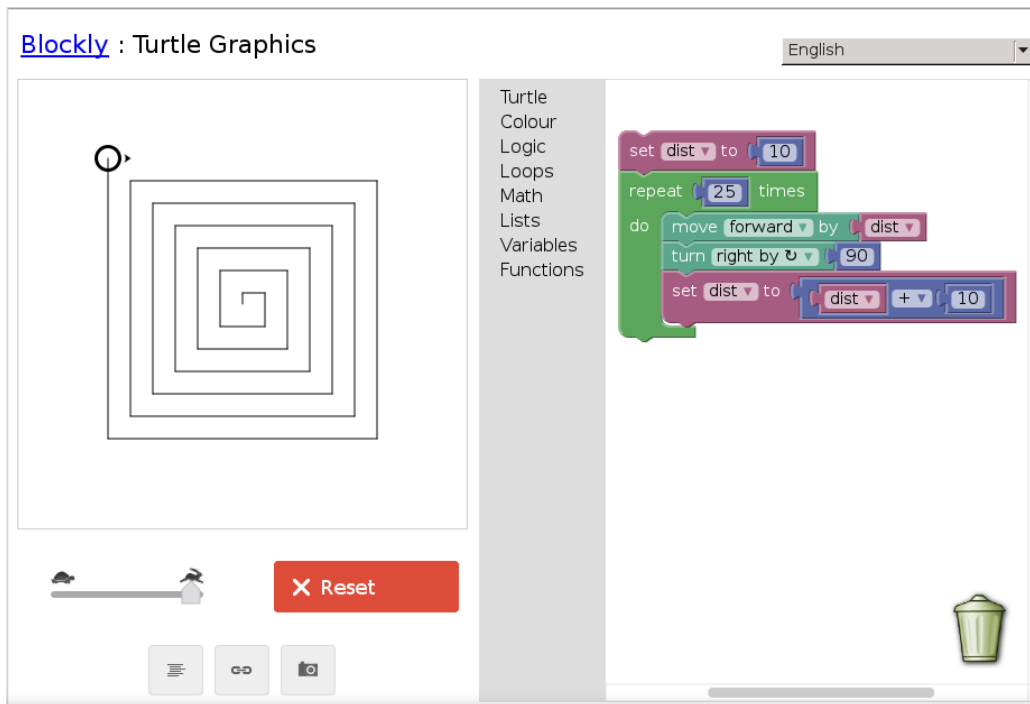 Blockly : Turtle Graphics
English
Turtle
Colour
Logic
Loops
Math
Lists
Variables
Functions
set dist to 10
repeat 25 times
do move forward by dist
turn right by ↻ 90
set dist to dist + 10
Reset